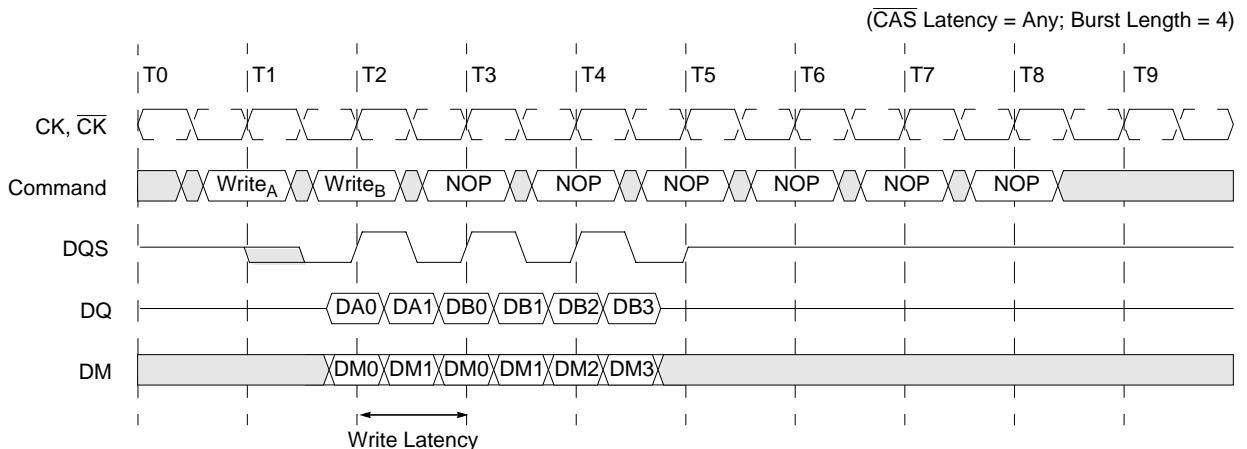 (CAS Latency = Any; Burst Length = 4)
T0 T1 T2 T3 T4 T5 T6 T7 T8 T9
CK, CK
Command WriteA WriteB NOP NOP NOP NOP NOP NOP
DQS
DQ DA0 DA1 DB0 DB1 DB2 DB3
DM DM0 DM1 DM0 DM1 DM2 DM3
Write Latency